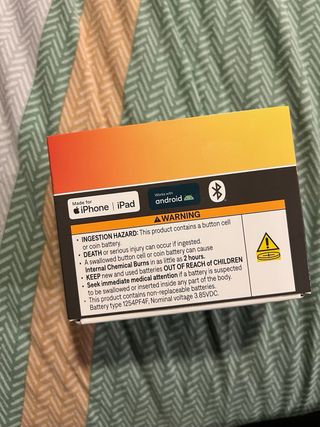 Made for
iPhone | iPad
Works with
android
WARNING
• INGESTION HAZARD: This product contains a button cell
or coin battery.
• DEATH or serious injury can occur if ingested.
• A swallowed button cell or coin battery can cause
Internal Chemical Burns in as little as 2 hours.
• KEEP new and used batteries OUT OF REACH of CHILDREN
• Seek immediate medical attention if a battery is suspected
to be swallowed or inserted inside any part of the body.
• This product contains non-replaceable batteries.
Battery type 1254PF4F, Nominal voltage 3.85VDC.